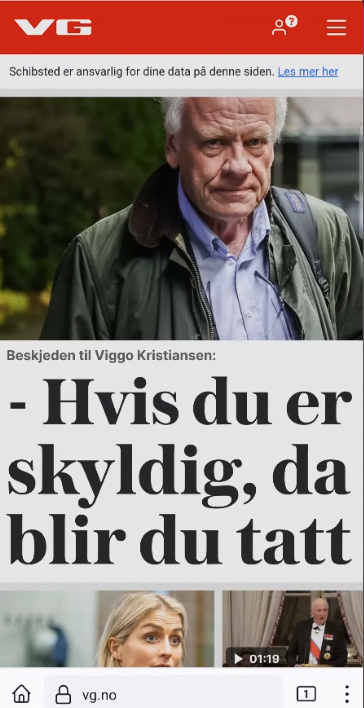 VG
?
Schibsted er ansvarlig for dine data på denne siden. Les mer her
Beskjeden til Viggo Kristiansen:
- Hvis du er
skyldig, da
blir du tatt
01:19
vg.no
1